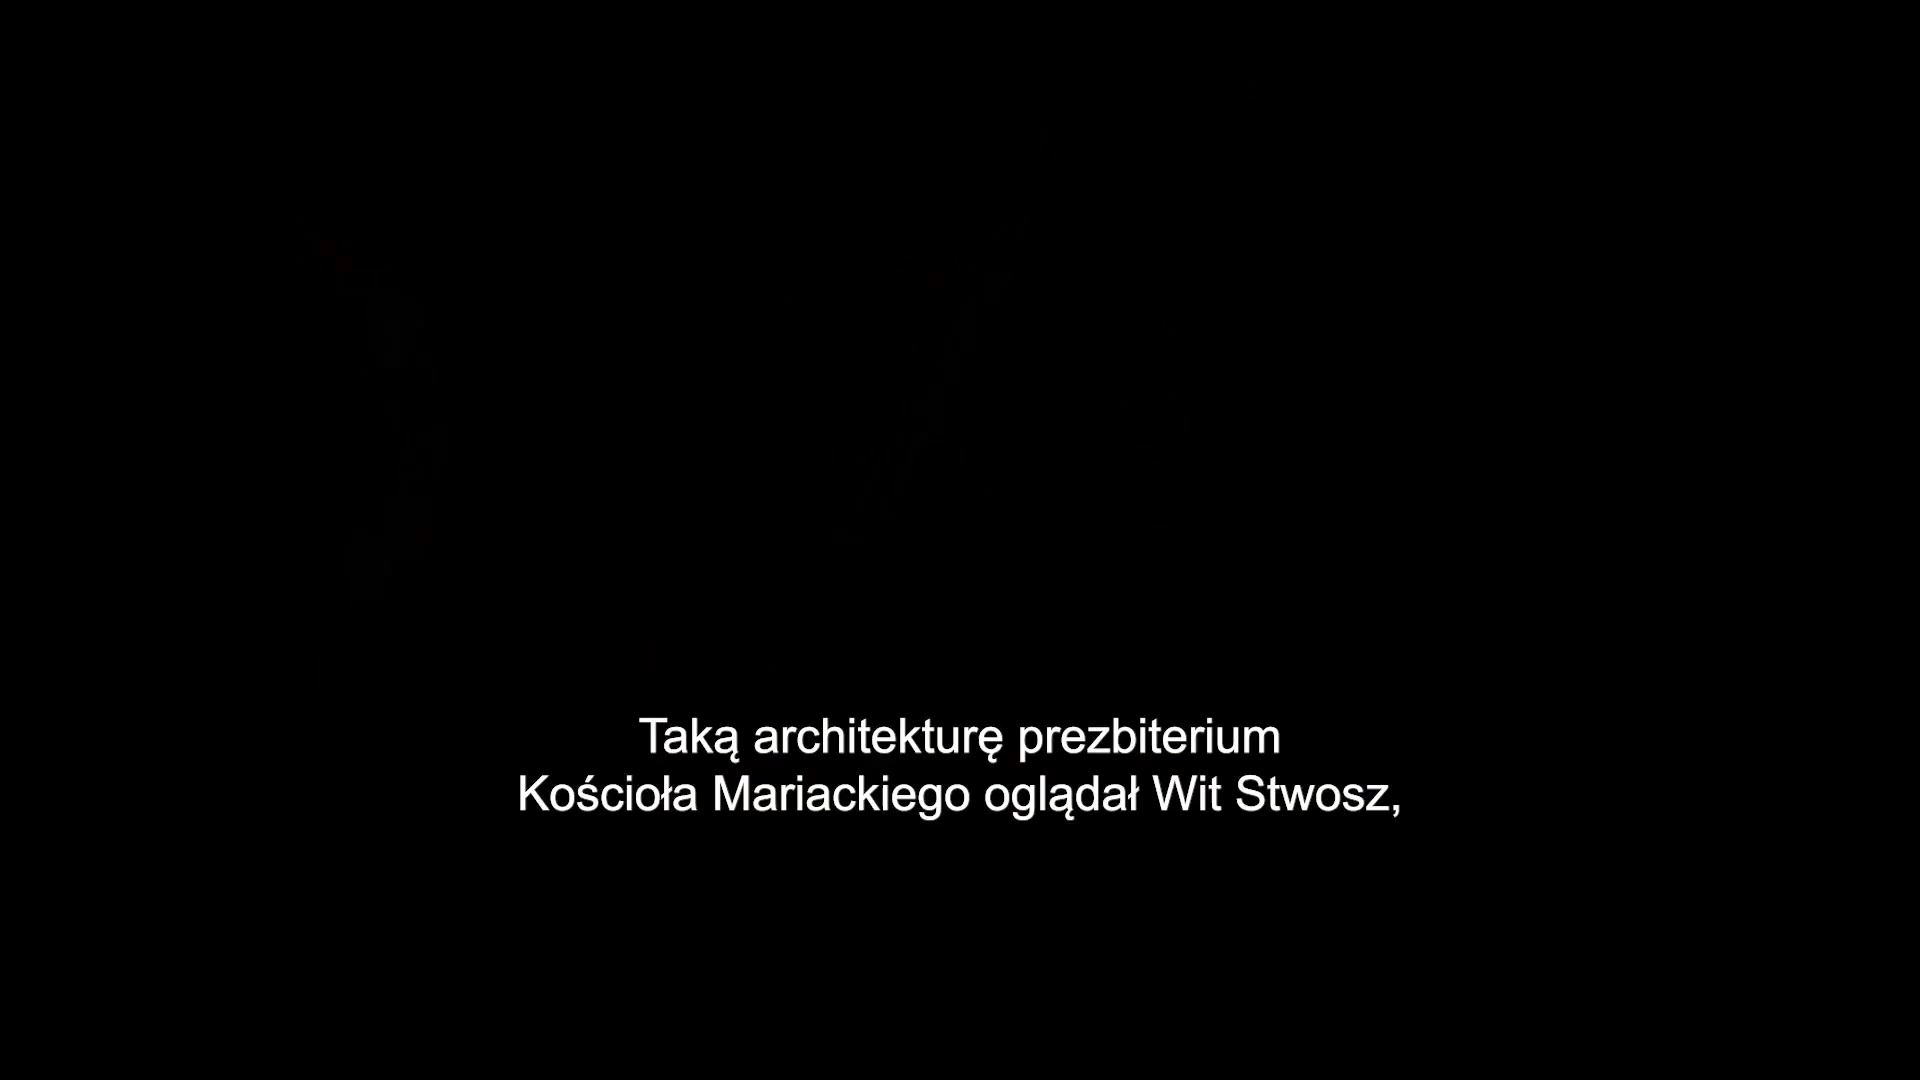 Taką architekturę prezbiterium
Kościoła Mariackiego oglądał Wit Stwosz,